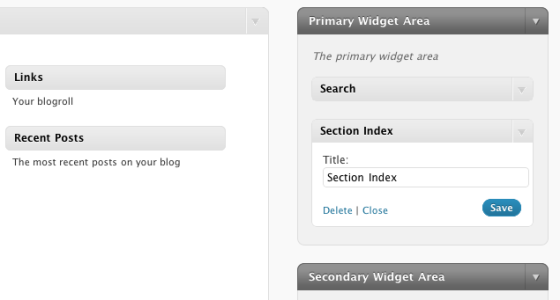 Links
Your blogroll
Recent Posts
The most recent posts on your blog
Primary Widget Area
The primary widget area
Search
Section Index
Title:
Section Index
Delete | Close
Save
Secondary Widget Area